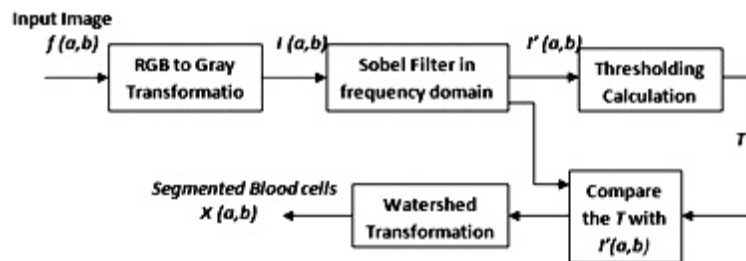 Input Image
f (a,b)
RGB to Gray
Transformatio
I (a,b)
Sobel Filter in
frequency domain
I' (a,b)
Thresholding
Calculation
T
Compare
the T with
I'(a,b)
Watershed
Transformation
Segmented Blood cells
X (a,b)